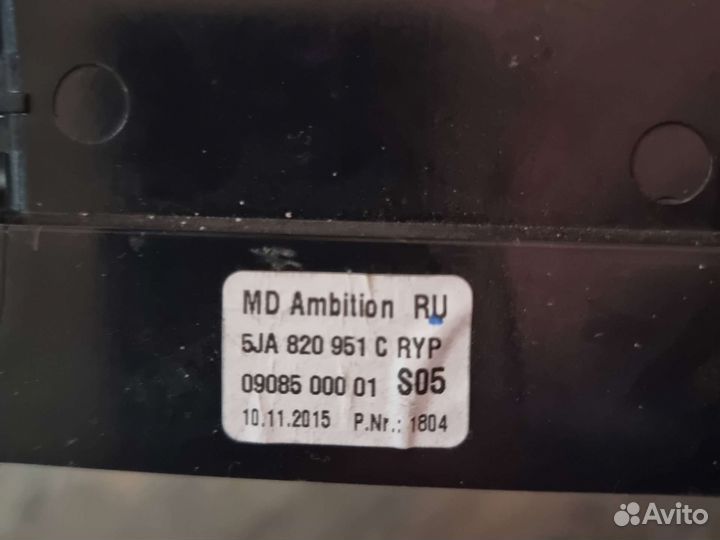 MD Ambition RU
5JA 820 951 C RYP
09085 000 01 S05
10.11.2015 P.Nr.: 1804
Avito